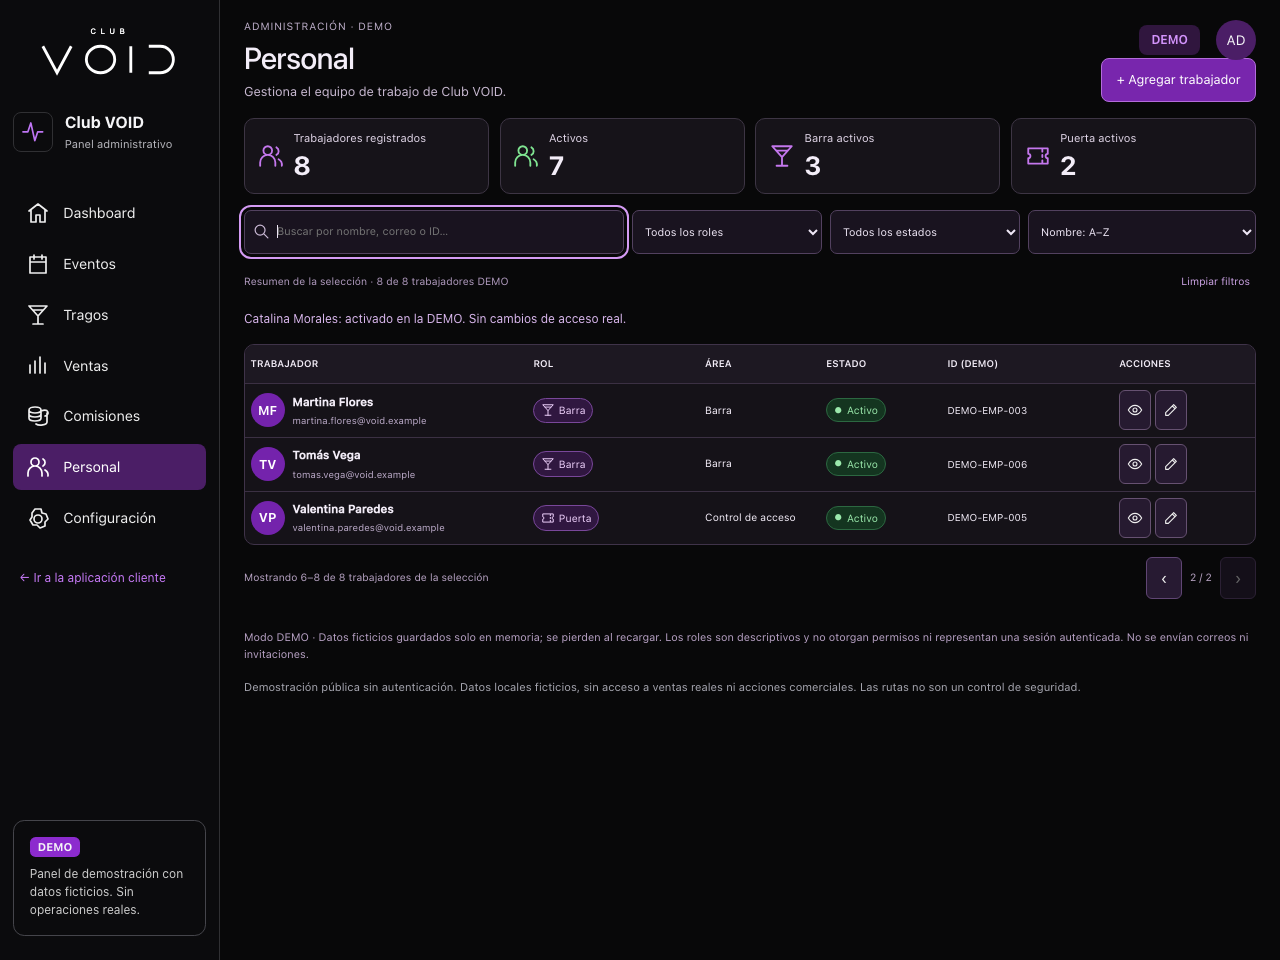 CLUB
VOID
Club VOID
Panel administrativo
Dashboard
Eventos
Tragos
Ventas
Comisiones
Personal
Configuración
← Ir a la aplicación cliente
DEMO
Panel de demostración con
datos ficticios. Sin
operaciones reales.
ADMINISTRACIÓN · DEMO
Personal
Gestiona el equipo de trabajo de Club VOID.
DEMO
AD
+ Agregar trabajador
Trabajadores registrados
8
Activos
7
Barra activos
3
Puerta activos
2
Buscar por nombre, correo o ID...
Todos los roles
Todos los estados
Nombre: A–Z
Resumen de la selección · 8 de 8 trabajadores DEMO
Limpiar filtros
Catalina Morales: activado en la DEMO. Sin cambios de acceso real.
TRABAJADOR ROL ÁREA ESTADO ID (DEMO) ACCIONES
MF Martina Flores
martina.flores@void.example
Barra Barra Activo DEMO-EMP-003
TV Tomás Vega
tomas.vega@void.example
Barra Barra Activo DEMO-EMP-006
VP Valentina Paredes
valentina.paredes@void.example
Puerta Control de acceso Activo DEMO-EMP-005
Mostrando 6–8 de 8 trabajadores de la selección
‹ 2 / 2 ›
Modo DEMO · Datos ficticios guardados solo en memoria; se pierden al recargar. Los roles son descriptivos y no otorgan permisos ni representan una sesión autenticada. No se envían correos ni
invitaciones.
Demostración pública sin autenticación. Datos locales ficticios, sin acceso a ventas reales ni acciones comerciales. Las rutas no son un control de seguridad.